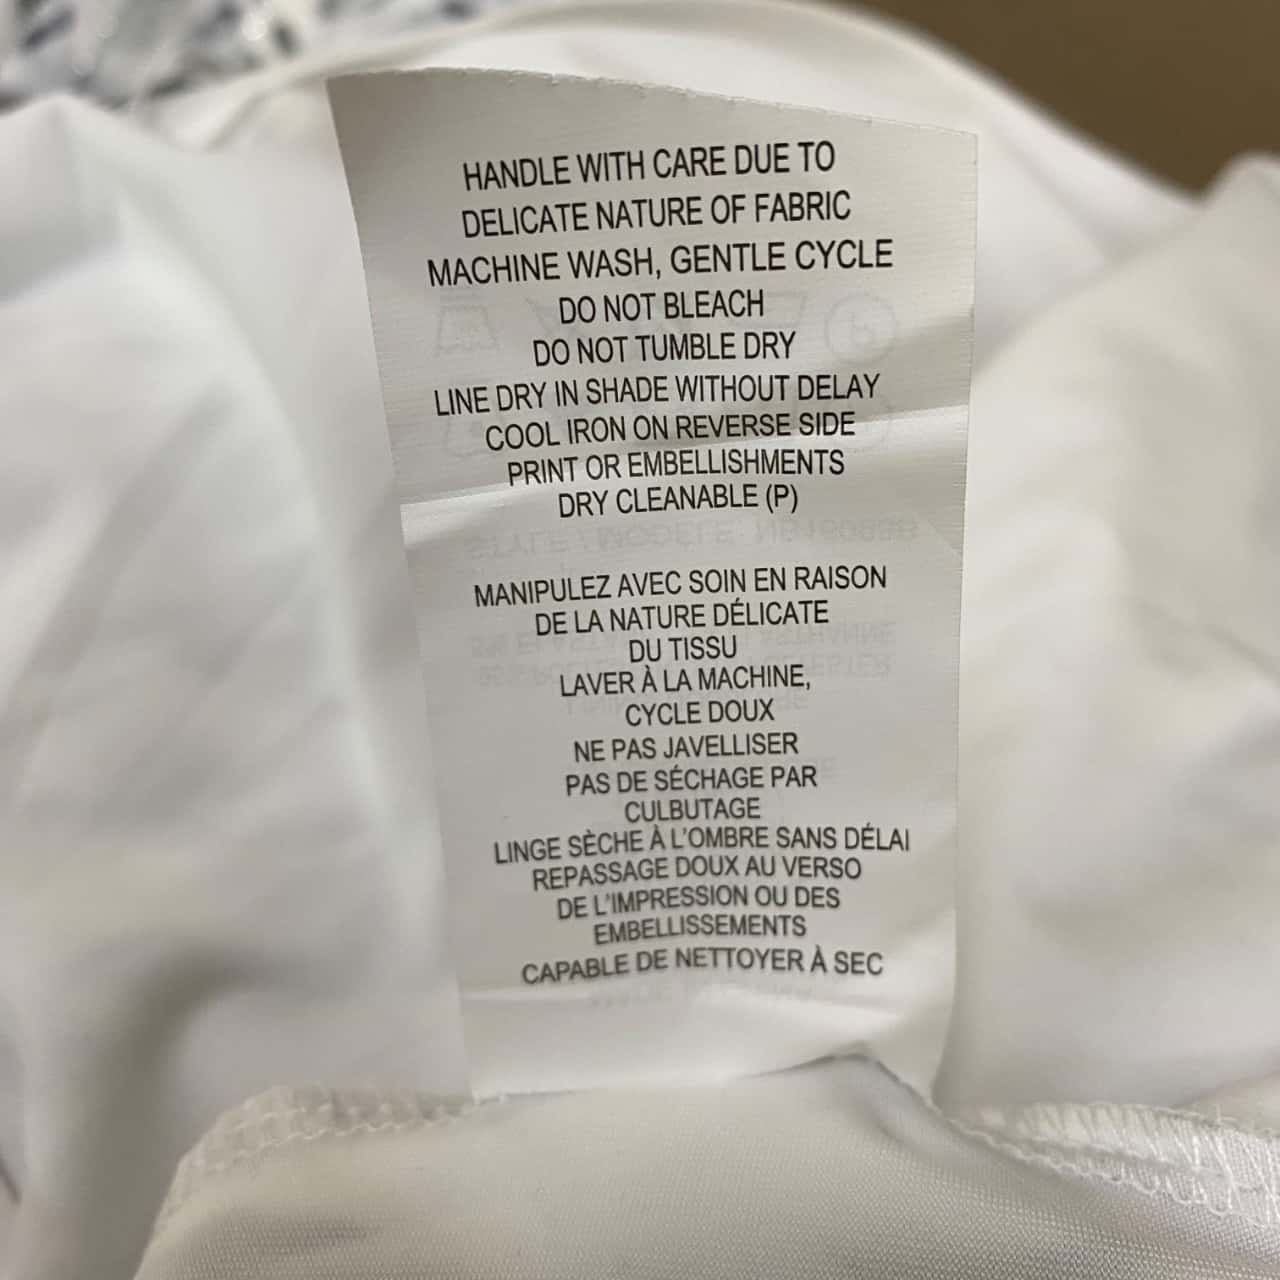 HANDLE WITH CARE DUE TO
DELICATE NATURE OF FABRIC
MACHINE WASH, GENTLE CYCLE
DO NOT BLEACH
DO NOT TUMBLE DRY
LINE DRY IN SHADE WITHOUT DELAY
COOL IRON ON REVERSE SIDE
PRINT OR EMBELLISHMENTS
DRY CLEANABLE (P)
MANIPULEZ AVEC SOIN EN RAISON
DE LA NATURE DÉLICATE
DU TISSU
LAVER À LA MACHINE,
CYCLE DOUX
NE PAS JAVELLISER
PAS DE SÉCHAGE PAR
CULBUTAGE
LINGE SÈCHE À L'OMBRE SANS DÉLAI
REPASSAGE DOUX AU VERSO
DE L'IMPRESSION OU DES
EMBELLISSEMENTS
CAPABLE DE NETTOYER À SEC